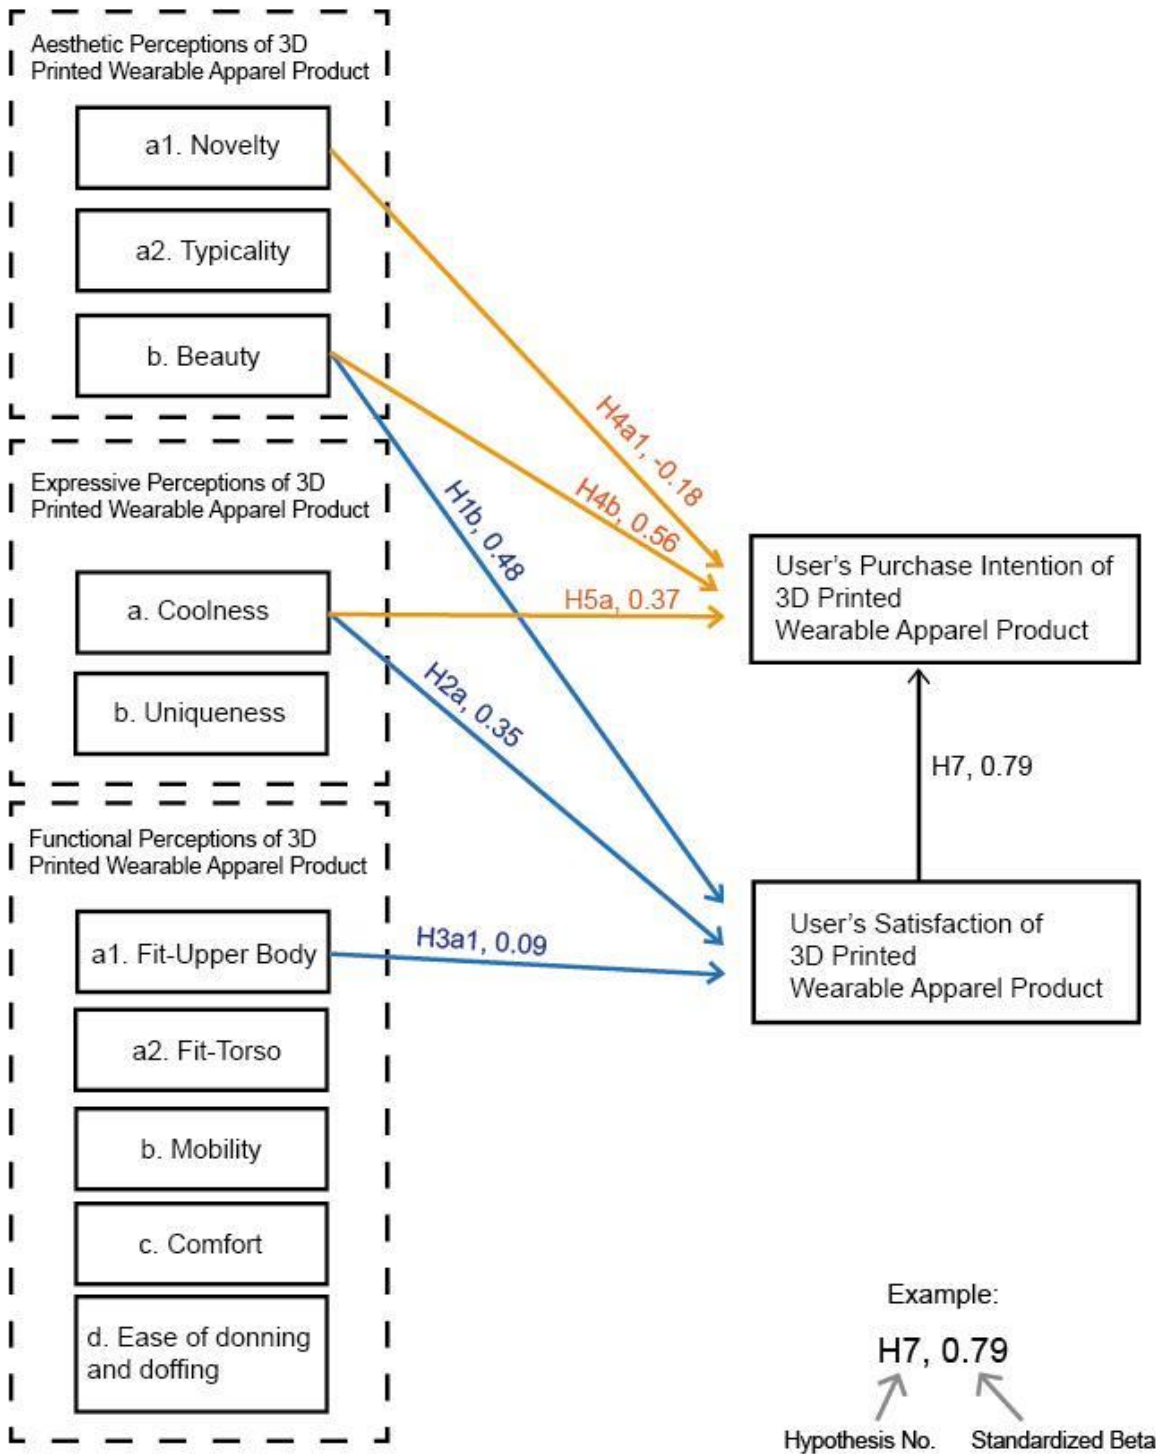 Aesthetic Perceptions of 3D
Printed Wearable Apparel Product
a1. Novelty
a2. Typicality
b. Beauty
Expressive Perceptions of 3D
Printed Wearable Apparel Product
a. Coolness
b. Uniqueness
Functional Perceptions of 3D
Printed Wearable Apparel Product
a1. Fit-Upper Body
a2. Fit-Torso
b. Mobility
c. Comfort
d. Ease of donning
and doffing
H4a1, -0.18
H4b, 0.56
H1b, 0.48
H5a, 0.37
H2a, 0.35
H3a1, 0.09
User’s Purchase Intention of
3D Printed
Wearable Apparel Product
H7, 0.79
User’s Satisfaction of
3D Printed
Wearable Apparel Product
Example:
H7, 0.79
Hypothesis No.
Standardized Beta